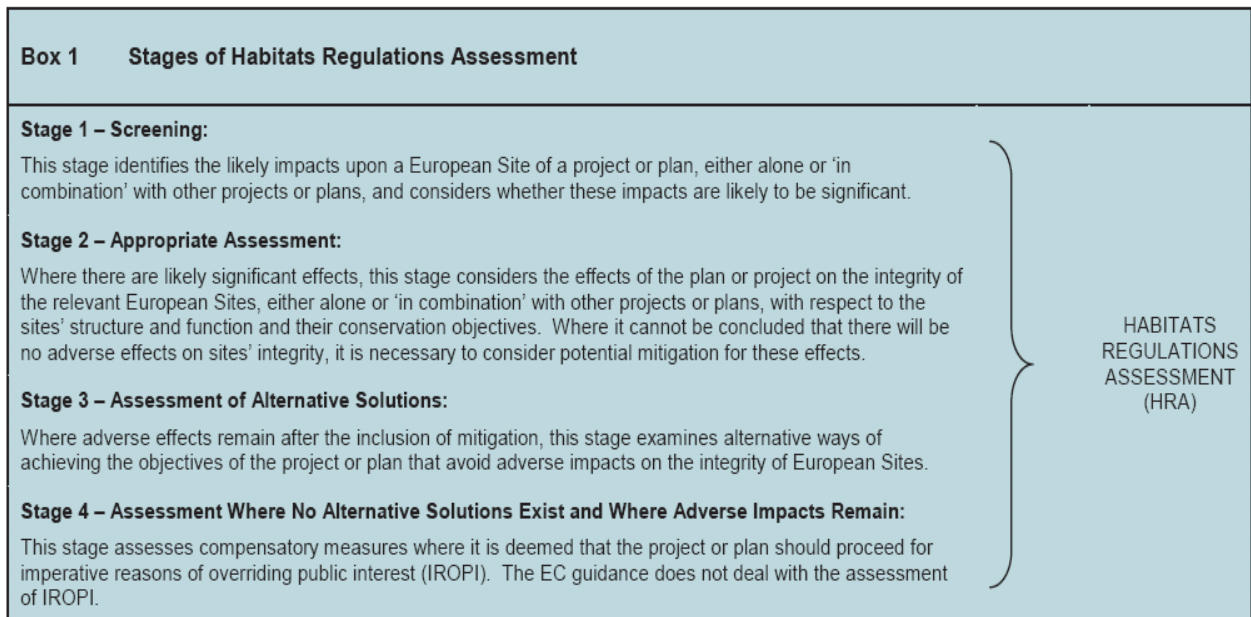 Box 1 Stages of Habitats Regulations Assessment
Stage 1 – Screening:
This stage identifies the likely impacts upon a European Site of a project or plan, either alone or ‘in
combination’ with other projects or plans, and considers whether these impacts are likely to be significant.
Stage 2 – Appropriate Assessment:
Where there are likely significant effects, this stage considers the effects of the plan or project on the integrity of
the relevant European Sites, either alone or ‘in combination’ with other projects or plans, with respect to the
sites’ structure and function and their conservation objectives. Where it cannot be concluded that there will be
no adverse effects on sites’ integrity, it is necessary to consider potential mitigation for these effects.
Stage 3 – Assessment of Alternative Solutions:
Where adverse effects remain after the inclusion of mitigation, this stage examines alternative ways of
achieving the objectives of the project or plan that avoid adverse impacts on the integrity of European Sites.
Stage 4 – Assessment Where No Alternative Solutions Exist and Where Adverse Impacts Remain:
This stage assesses compensatory measures where it is deemed that the project or plan should proceed for
imperative reasons of overriding public interest (IROPI). The EC guidance does not deal with the assessment
of IROPI.
HABITATS
REGULATIONS
ASSESSMENT
(HRA)